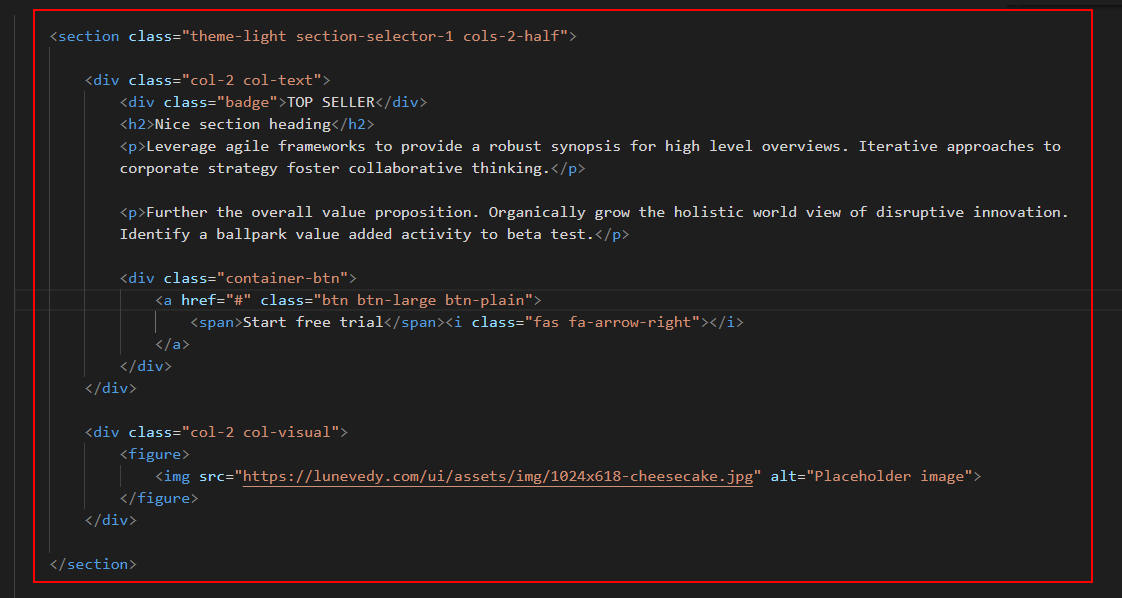 <section class="theme-light section-selector-1 cols-2-half">
<div class="col-2 col-text">
<div class="badge">TOP SELLER</div>
<h2>Nice section heading</h2>
<p>Leverage agile frameworks to provide a robust synopsis for high level overviews. Iterative approaches to
corporate strategy foster collaborative thinking.</p>
<p>Further the overall value proposition. Organically grow the holistic world view of disruptive innovation.
Identify a ballpark value added activity to beta test.</p>
<div class="container-btn">
<a href="#" class="btn btn-large btn-plain">
<span>Start free trial</span><i class="fas fa-arrow-right"></i>
</a>
</div>
</div>
<div class="col-2 col-visual">
<figure>
<img src="https://lunevedy.com/ui/assets/img/1024x618-cheesecake.jpg" alt="Placeholder image">
</figure>
</div>
</section>